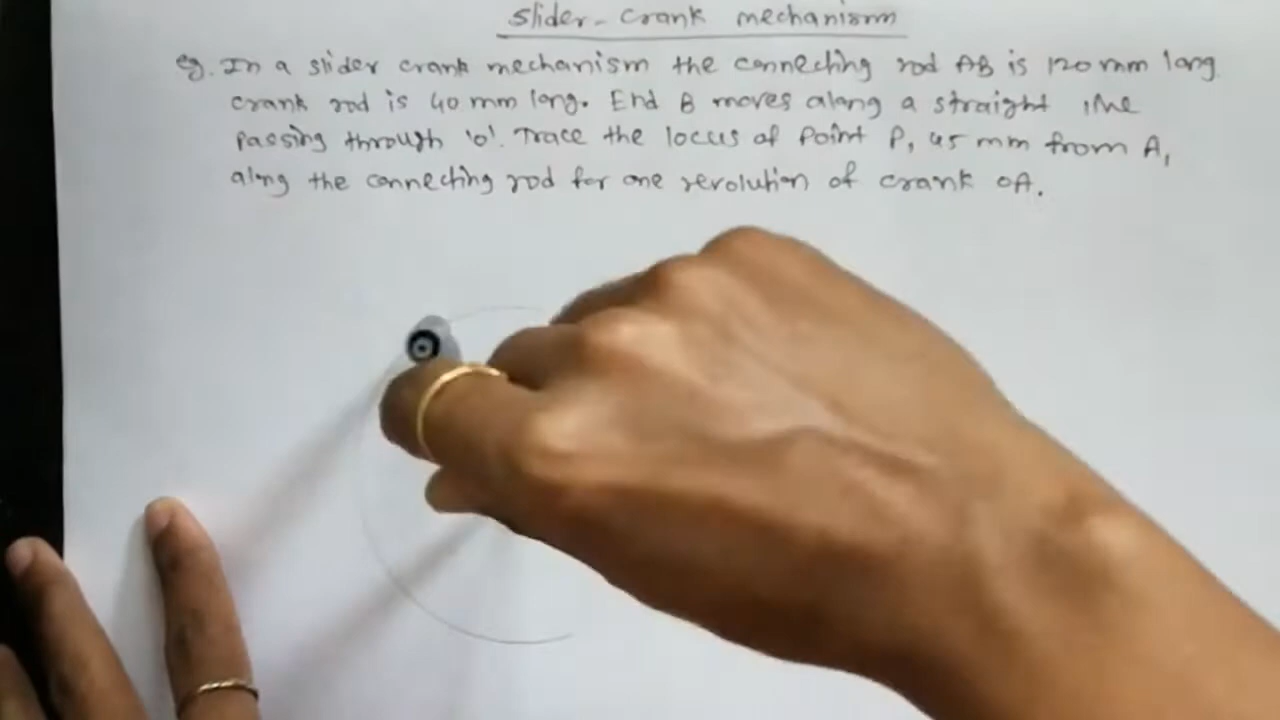 Slider-crank mechanism
eg. In a slider crank mechanism the connecting rod AB is 120 mm long
crank rod is 40 mm long. End B moves along a straight line
passing through 'o'. Trace the locus of Point P, 45 mm from A,
along the connecting rod for one revolution of crank OA.